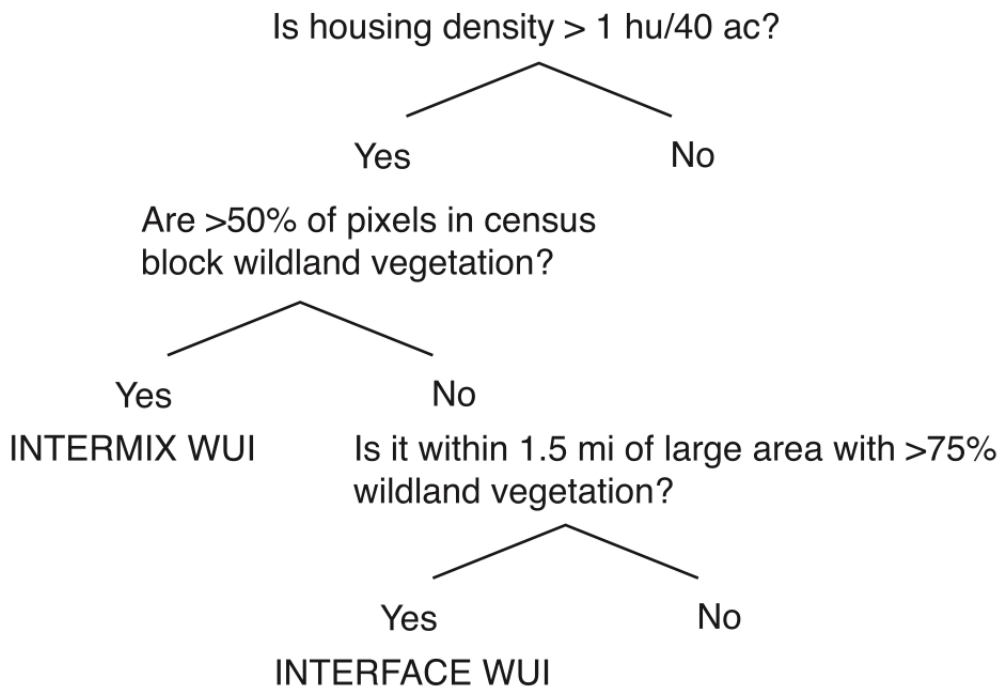 Is housing density > 1 hu/40 ac?
Yes
No
Are >50% of pixels in census
block wildland vegetation?
Yes
No
INTERMIX WUI
Is it within 1.5 mi of large area with >75%
wildland vegetation?
Yes
No
INTERFACE WUI